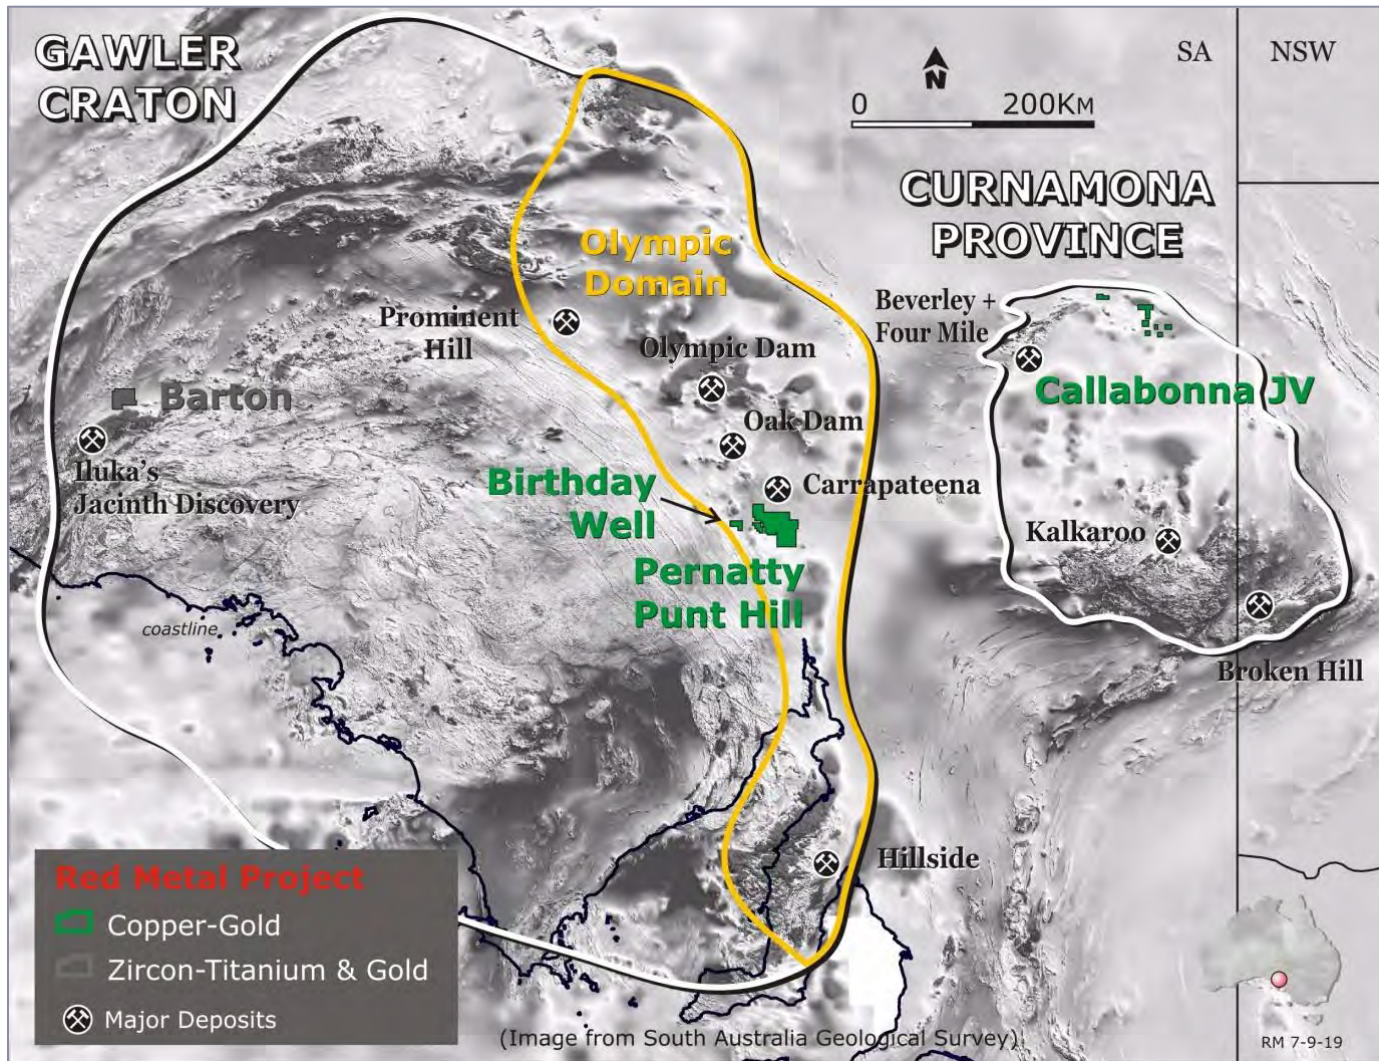 GAWLER
CRATON
SA
NSW
N
0 200KM
CURNAMONA
PROVINCE
Olympic
Domain
Beverley +
Four Mile
Prominent
Hill
Olympic Dam
Callabonna JV
Barton
Oak Dam
Iluka's
Jacinth Discovery
Birthday
Well
Carrapateena
Kalkaroo
Pernatty
Punt Hill
coastline
Broken Hill
Hillside
Red Metal Project
Copper-Gold
Zircon-Titanium & Gold
Major Deposits
(Image from South Australia Geological Survey)
RM 7-9-19